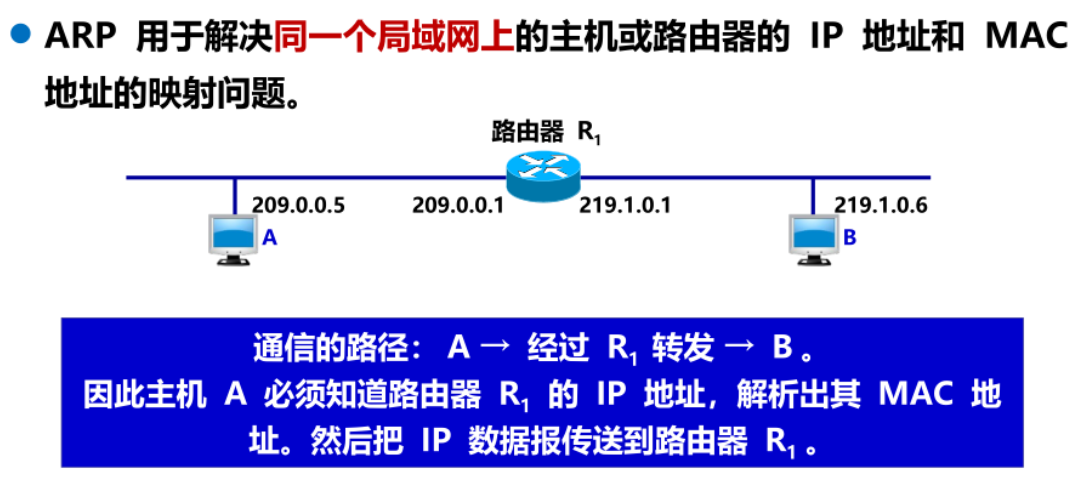 ARP 用于解决同一个局域网上的主机或路由器的 IP 地址和 MAC
地址的映射问题。
路由器 R1
209.0.0.5 209.0.0.1 219.1.0.1 219.1.0.6
A B
通信的路径： A → 经过 R1 转发 → B 。
因此主机 A 必须知道路由器 R1 的 IP 地址，解析出其 MAC 地
址。然后把 IP 数据报传送到路由器 R1 。